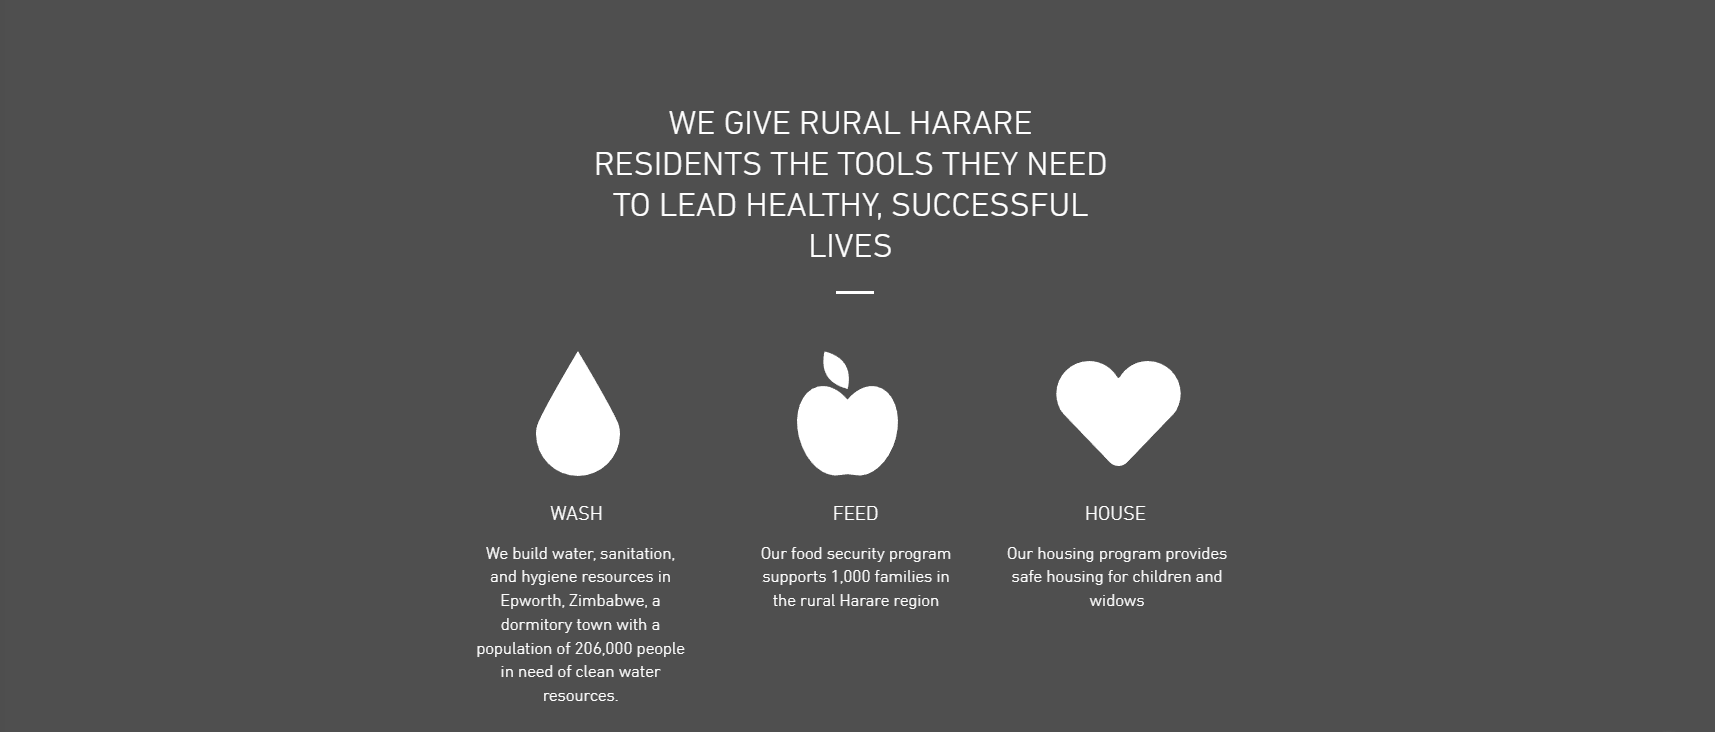 WE GIVE RURAL HARARE
RESIDENTS THE TOOLS THEY NEED
TO LEAD HEALTHY, SUCCESSFUL
LIVES
WASH
We build water, sanitation,
and hygiene resources in
Epworth, Zimbabwe, a
dormitory town with a
population of 206,000 people
in need of clean water
resources.
FEED
Our food security program
supports 1,000 families in
the rural Harare region
HOUSE
Our housing program provides
safe housing for children and
widows